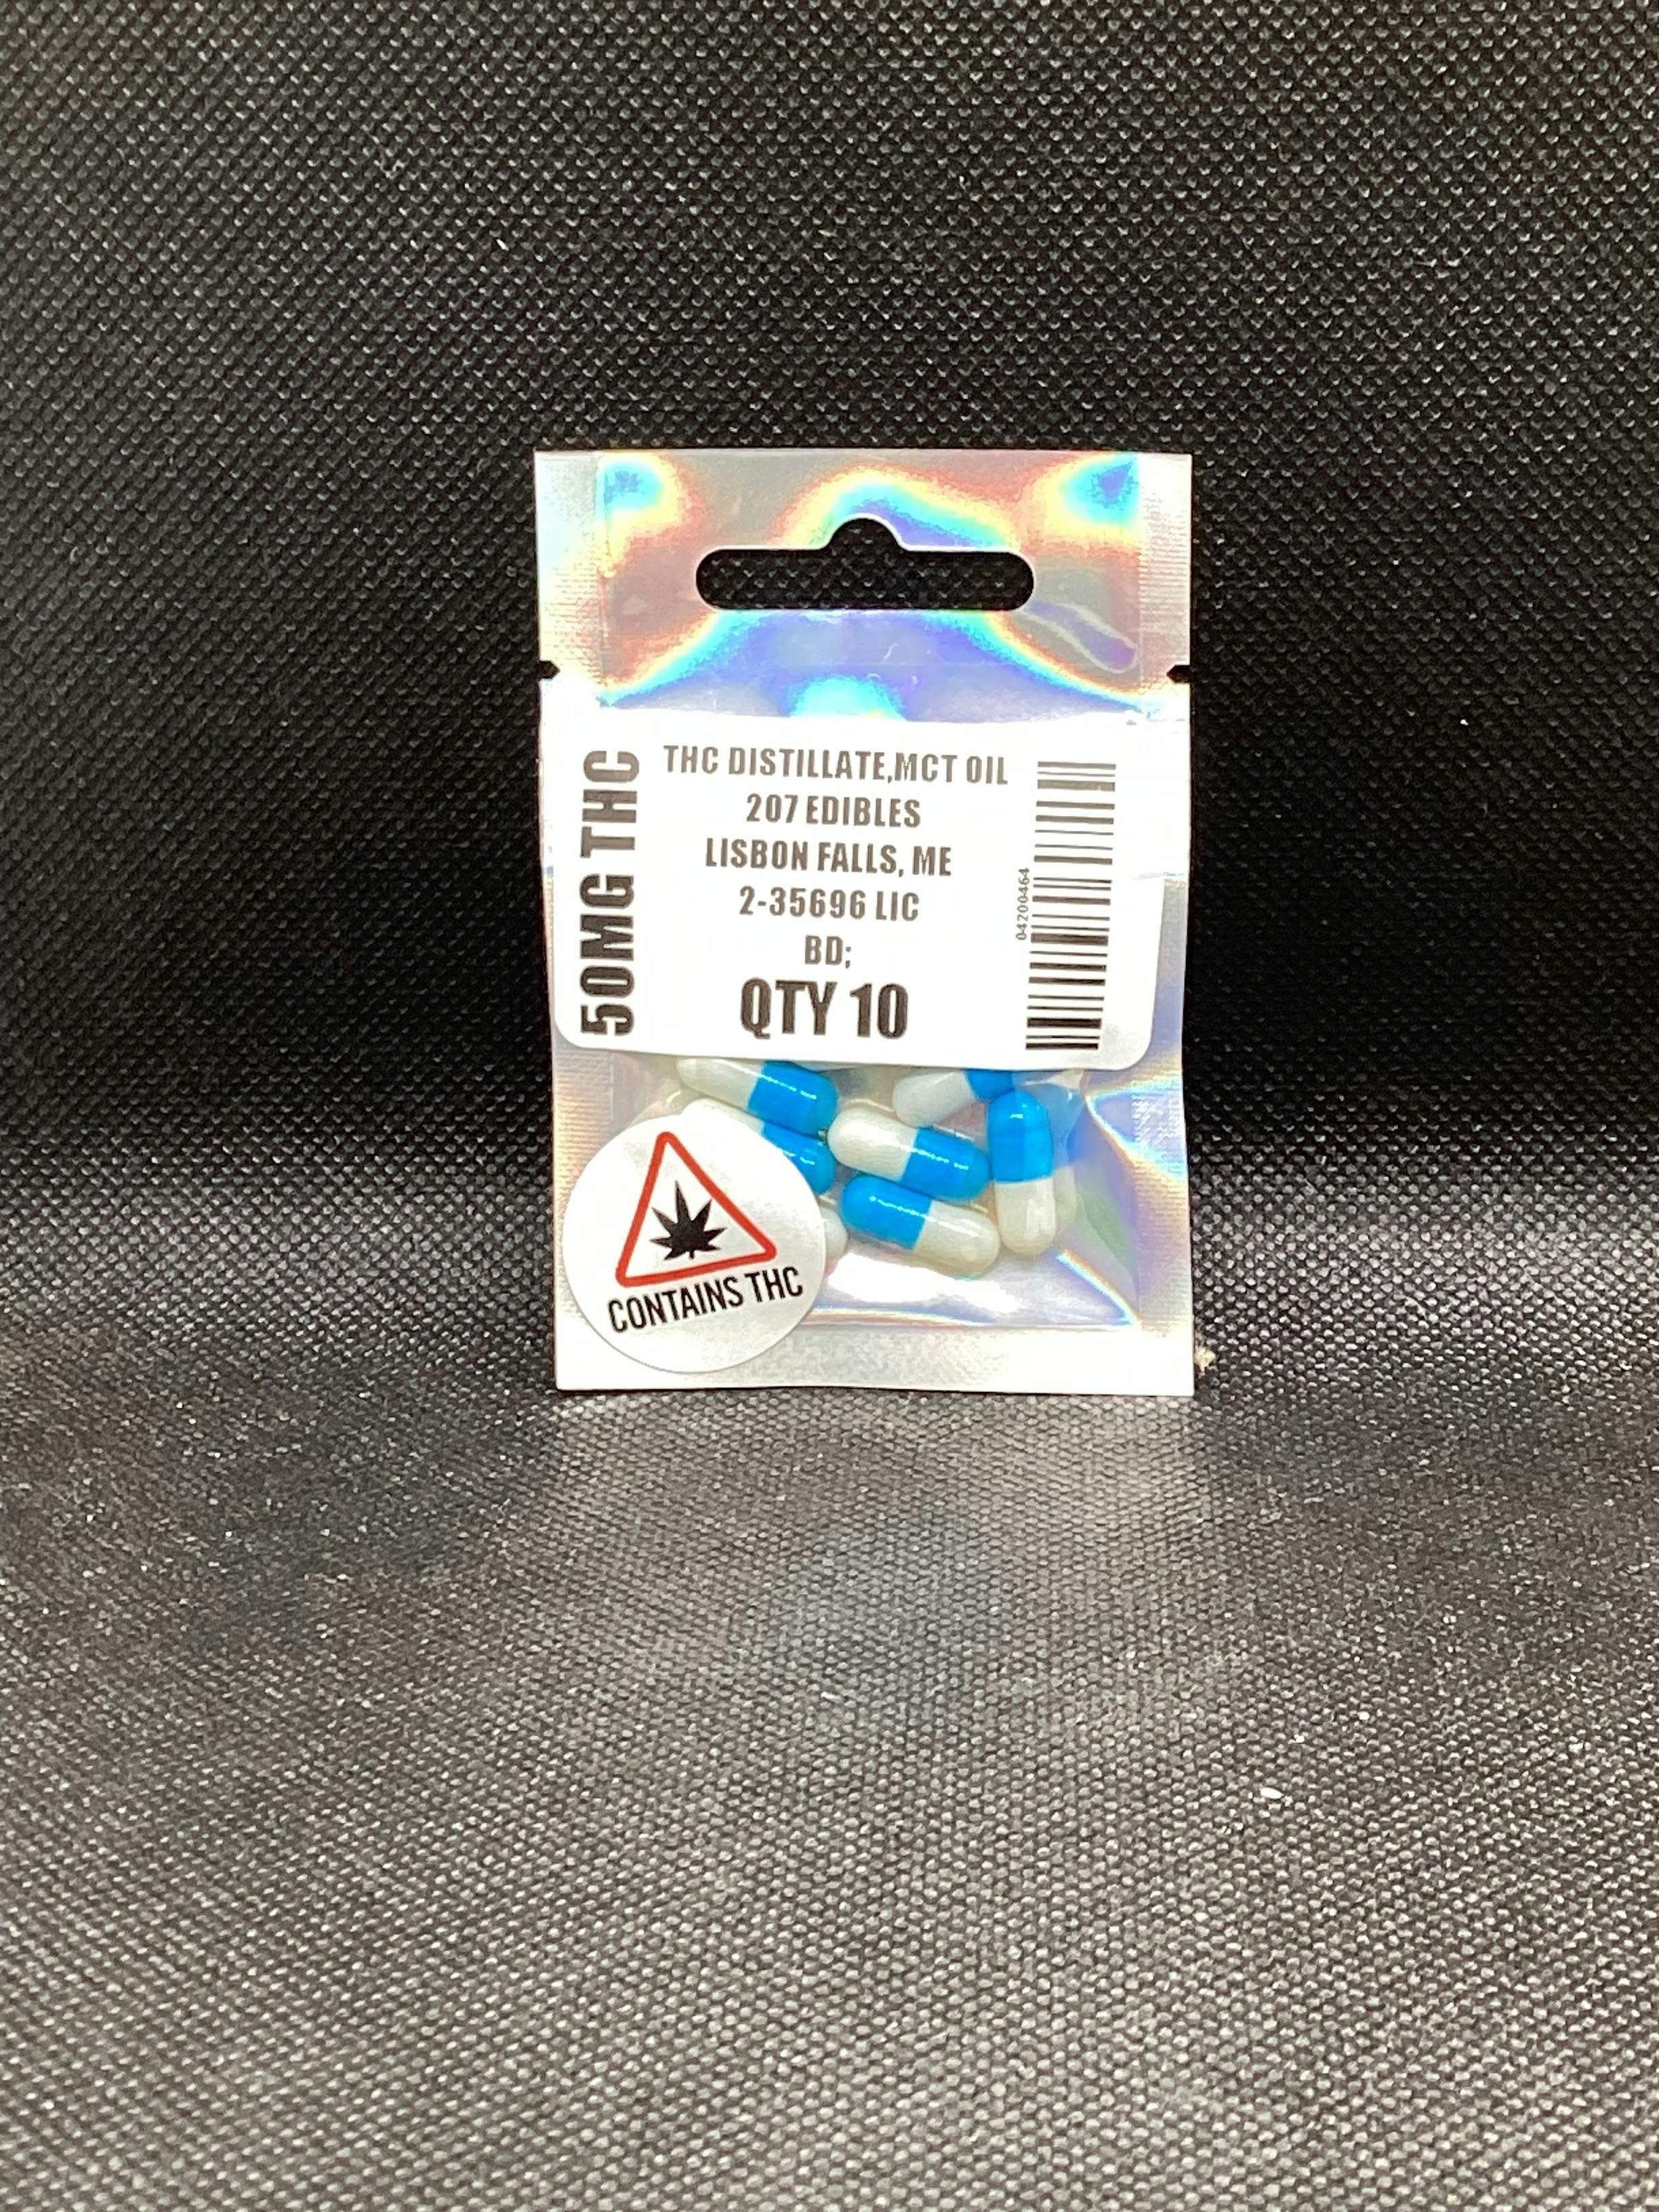 50MG THC
THC DISTILLATE,MCT OIL
207 EDIBLES
LISBON FALLS, ME
2-35696 LIC
BD;
QTY 10
04200464
CONTAINS THC